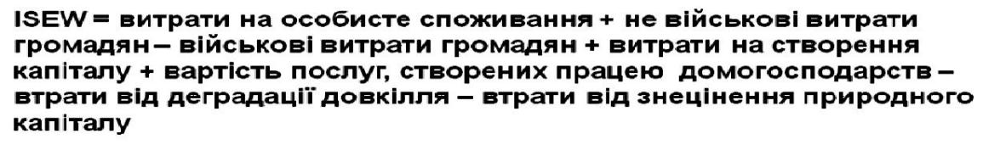 ISEW = витрати на особисте споживання + не військові витрати
громадян – військові витрати громадян + витрати на створення
капіталу + вартість послуг, створених працею домогосподарств –
втрати від деградації довкілля – втрати від знецінення природного
капіталу